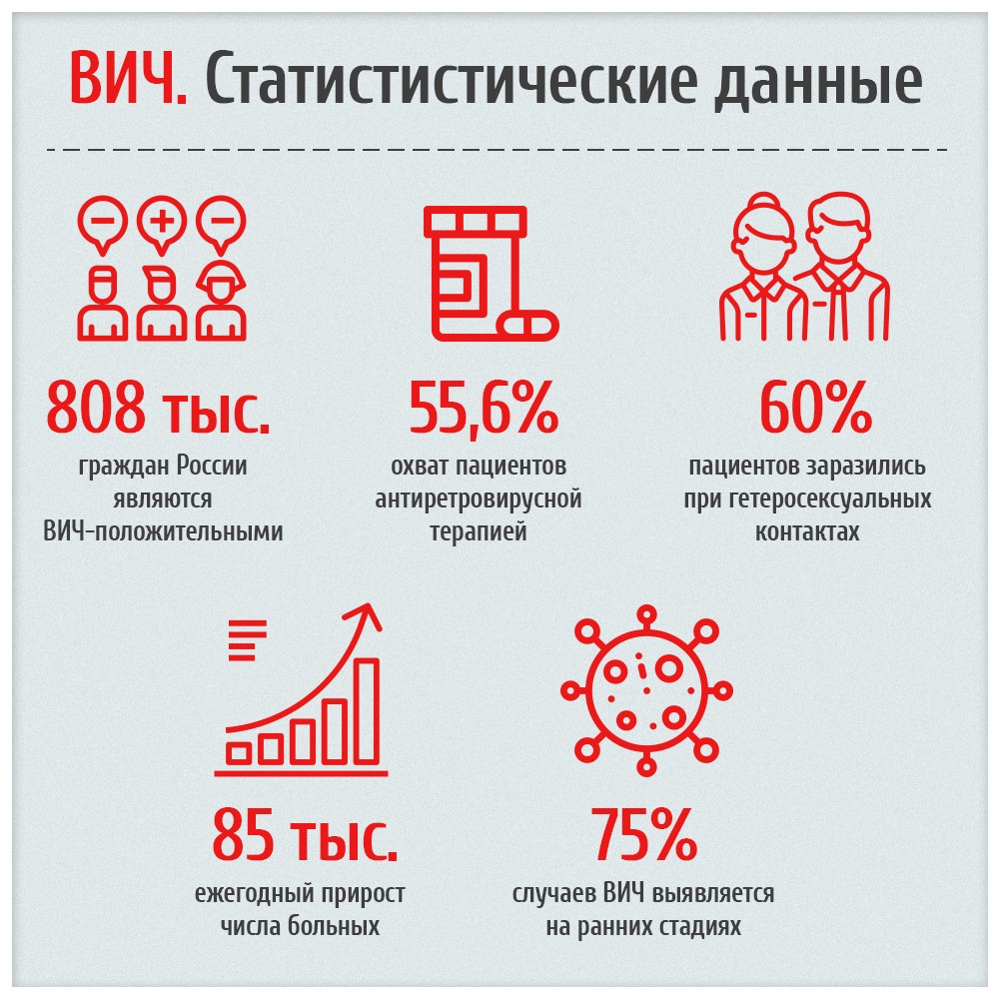 ВИЧ. Статистистические данные
808 тыс.
граждан России
являются
ВИЧ-положительными
55,6%
охват пациентов
антиретровирусной
терапией
60%
пациентов заразились
при гетеросексуальных
контактах
85 тыс.
ежегодный прирост
числа больных
75%
случаев ВИЧ выявляется
на ранних стадиях